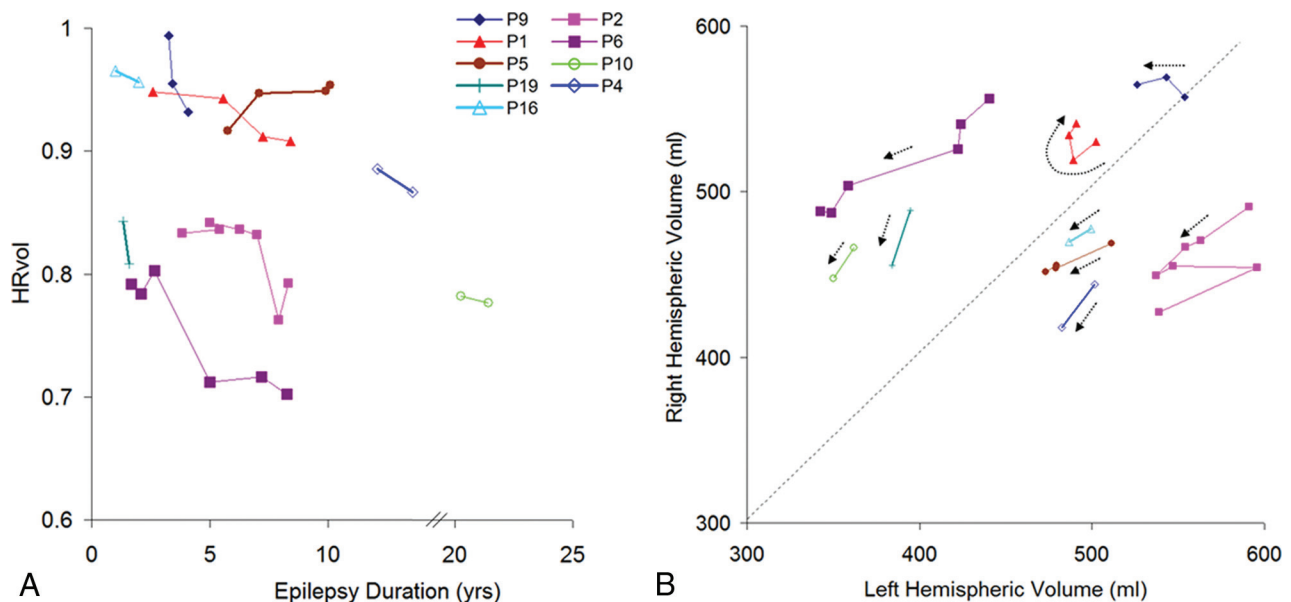 1
0.9
0.8
0.7
0.6
HRvol
0 5 10 20 25
Epilepsy Duration (yrs)
A
P9 P2
P1 P6
P5 P10
P19 P4
P16
600
500
400
300
Right Hemispheric Volume (ml)
300 400 500 600
Left Hemispheric Volume (ml)
B